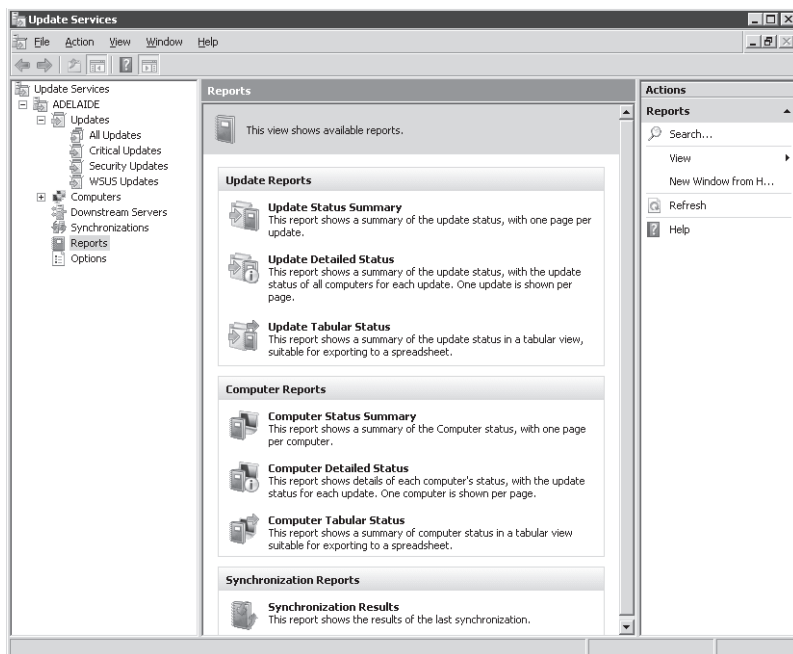 Update Services
File Action View Window Help
Update Services
ADELAIDE
Updates
All Updates
Critical Updates
Security Updates
WSUS Updates
Computers
Downstream Servers
Synchronizations
Reports
Options
Reports
This view shows available reports.
Update Reports
Update Status Summary
This report shows a summary of the update status, with one page per
update.
Update Detailed Status
This report shows a summary of the update status, with the update
status of all computers for each update. One update is shown per
page.
Update Tabular Status
This report shows a summary of the update status in a tabular view,
suitable for exporting to a spreadsheet.
Computer Reports
Computer Status Summary
This report shows a summary of the Computer status, with one page
per computer.
Computer Detailed Status
This report shows details of each computer's status, with the update
status for each update. One computer is shown per page.
Computer Tabular Status
This report shows a summary of computer status in a tabular view
suitable for exporting to a spreadsheet.
Synchronization Reports
Synchronization Results
This report shows the results of the last synchronization.
Actions
Reports
Search...
View
New Window from H...
Refresh
Help